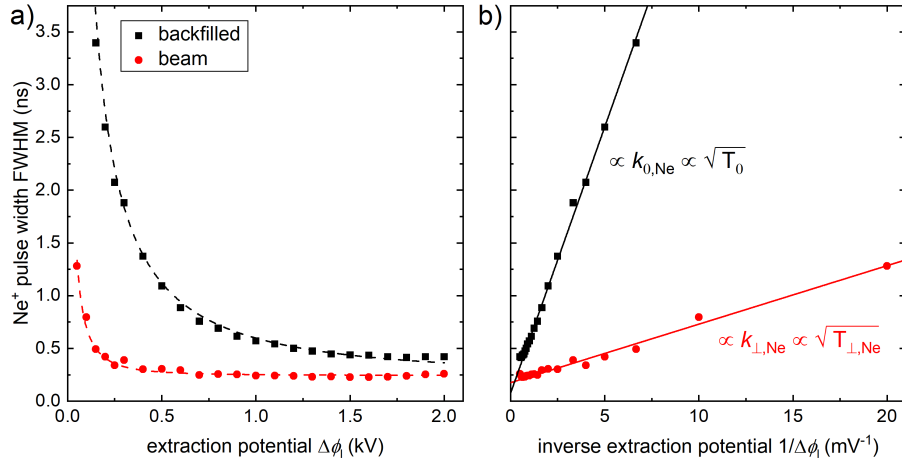 a)
backfilled
beam
Ne⁺ pulse width FWHM (ns)
3.5
3.0
2.5
2.0
1.5
1.0
0.5
0.0
0.0 0.5 1.0 1.5 2.0
extraction potential Δϕ_I (kV)
b)
∝ k₀,Ne ∝ √T₀
∝ k⊥,Ne ∝ √T⊥,Ne
0 5 10 15 20
inverse extraction potential 1/Δϕ_I (mV⁻¹)